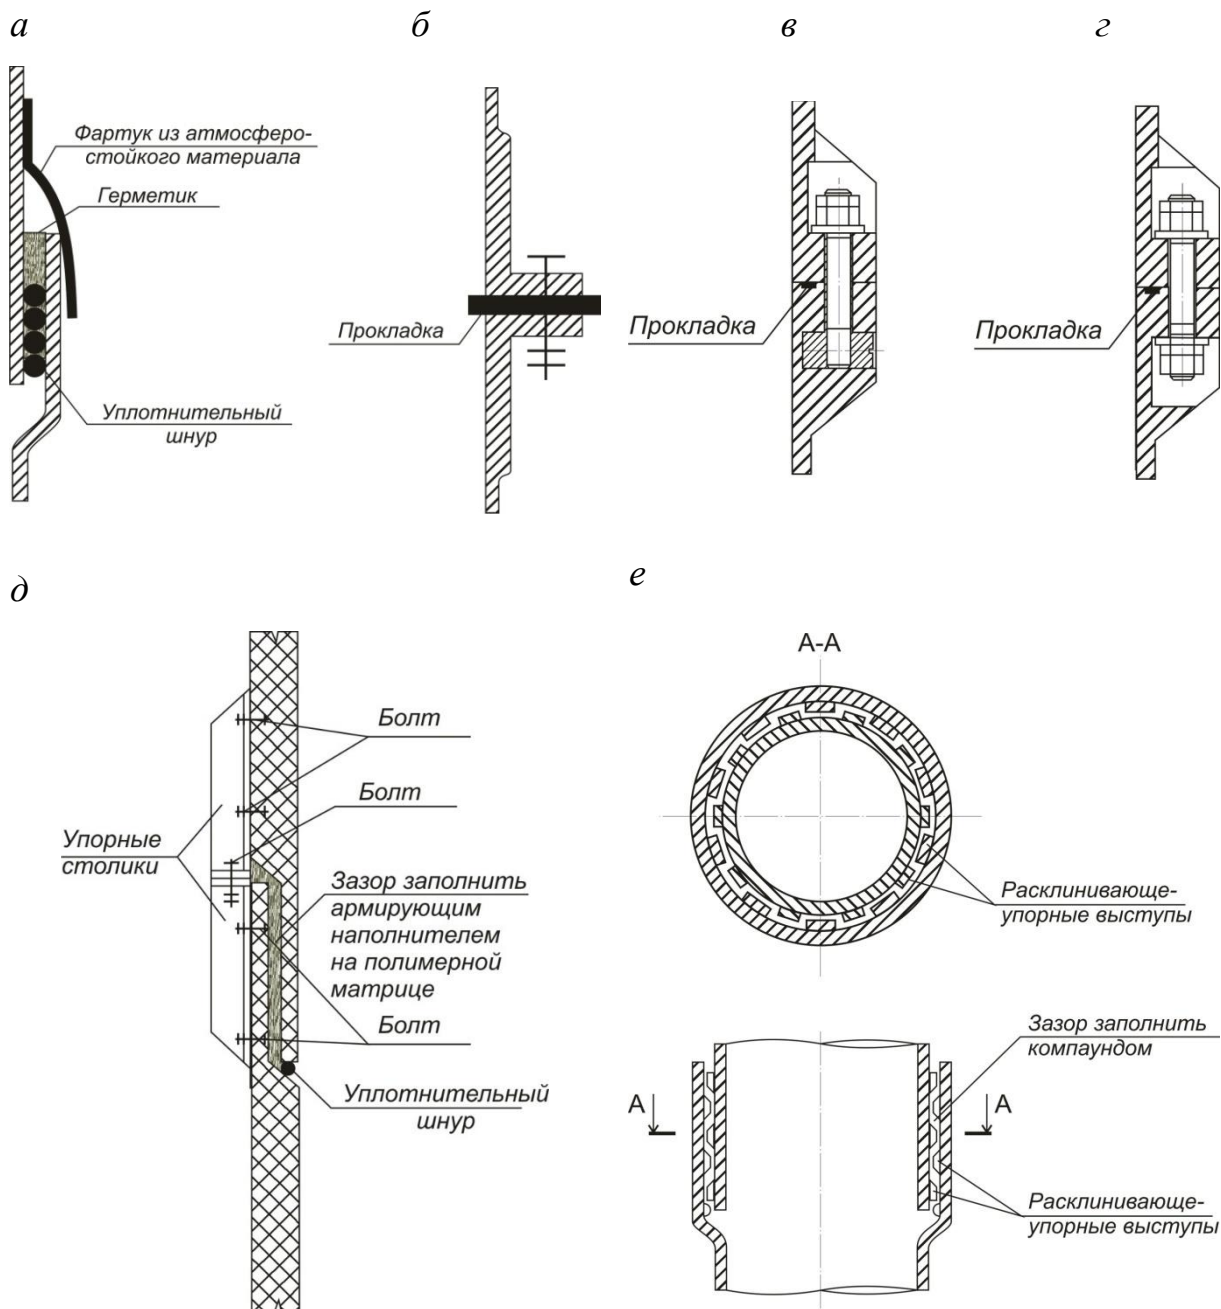 а
б
в
г
Фартук из атмосферо-
стойкого материала
Герметик
Уплотнительный
шнур
Прокладка
Прокладка
Прокладка
д
Болт
Болт
Упорные
столики
Зазор заполнить
армирующим
наполнителем
на полимерной
матрице
Болт
Уплотнительный
шнур
е
А-А
Расклинивающе-
упорные выступы
Зазор заполнить
компаундом
А
А
Расклинивающе-
упорные выступы